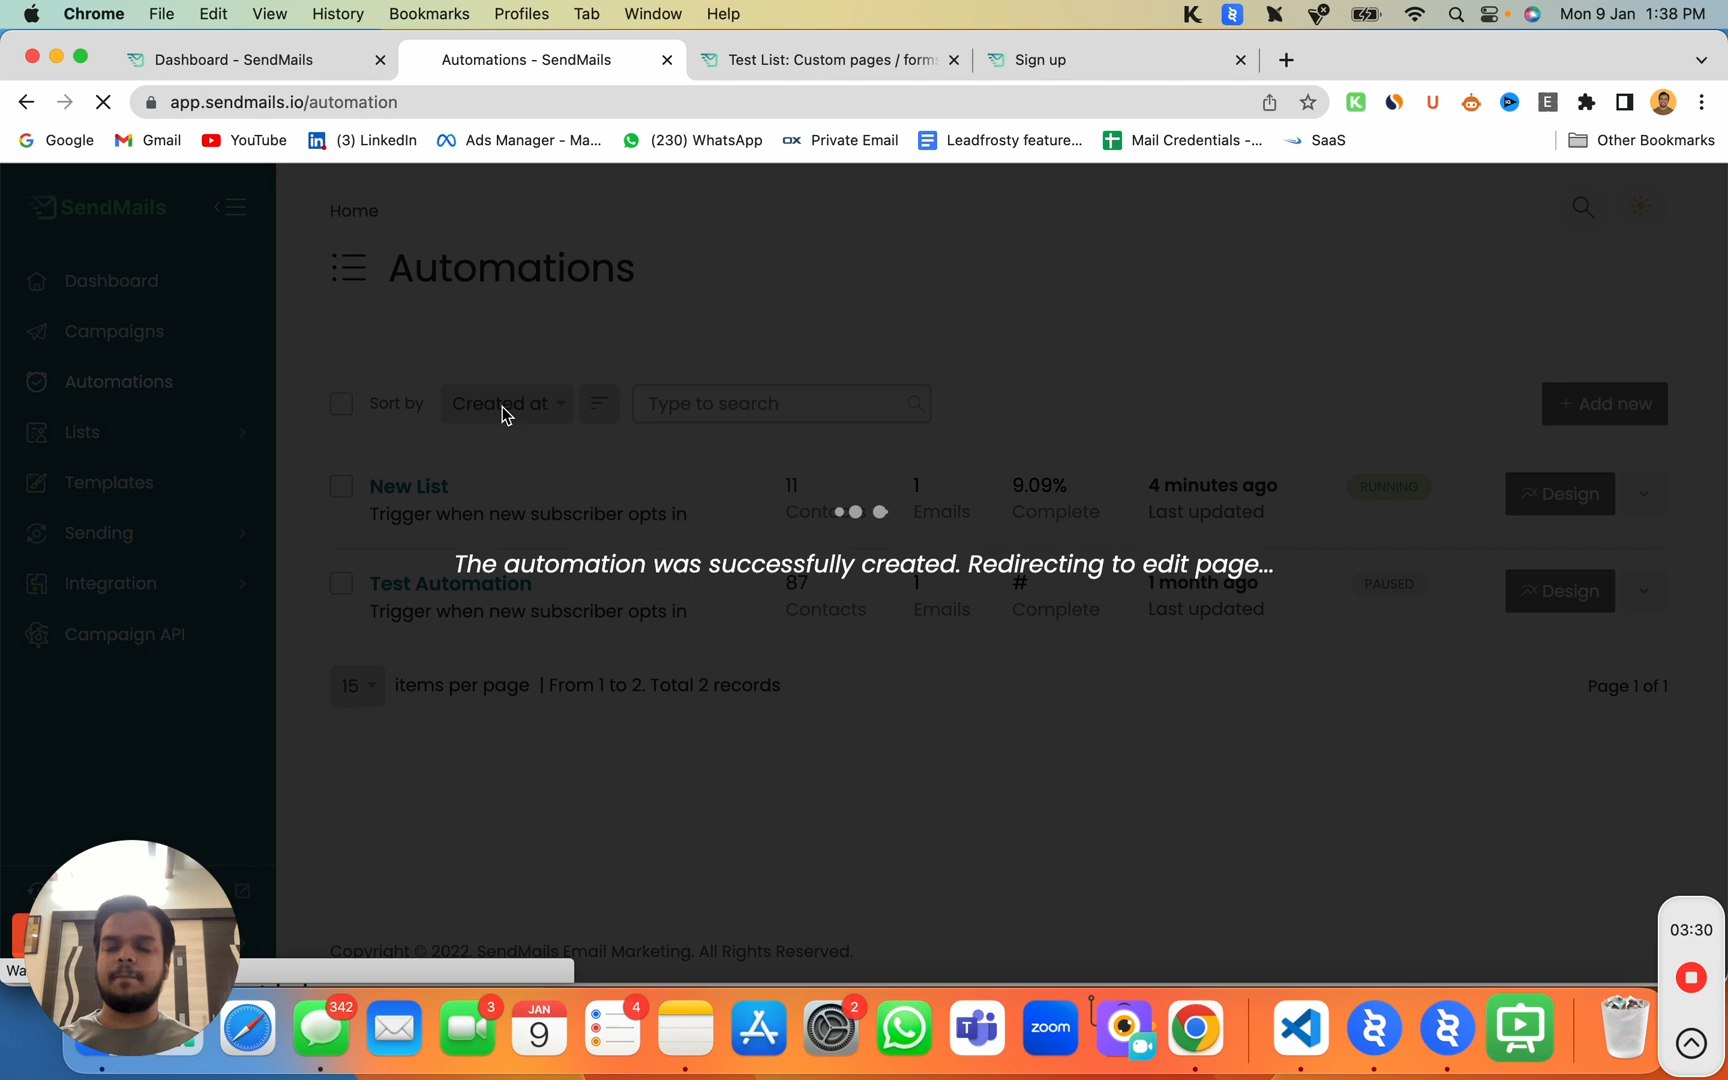 Chrome File Edit View History Bookmarks Profiles Tab Window Help Mon 9 Jan 1:38 PM
Dashboard - SendMails Automations - SendMails Test List: Custom pages / forms Sign up
app.sendmails.io/automation
Google Gmail YouTube (3) LinkedIn Ads Manager - Ma... (230) WhatsApp Private Email Leadfrosty feature... Mail Credentials -... SaaS Other Bookmarks
SendMails
Home
Automations
Dashboard
Campaigns
Automations
Lists
Templates
Sending
Integration
Campaign API
Sort by Created at Type to search + Add new
New List 11 1 9.09% 4 minutes ago RUNNING Design
Trigger when new subscriber opts in Emails Complete Last updated
The automation was successfully created. Redirecting to edit page...
Test Automation 87 1 # 1 month ago PAUSED Design
Trigger when new subscriber opts in Contacts Emails Complete Last updated
15 items per page | From 1 to 2. Total 2 records Page 1 of 1
Copyright © 2022. SendMails Email Marketing. All Rights Reserved.
Wa
03:30
342 3 JAN 9 4 2 zoom